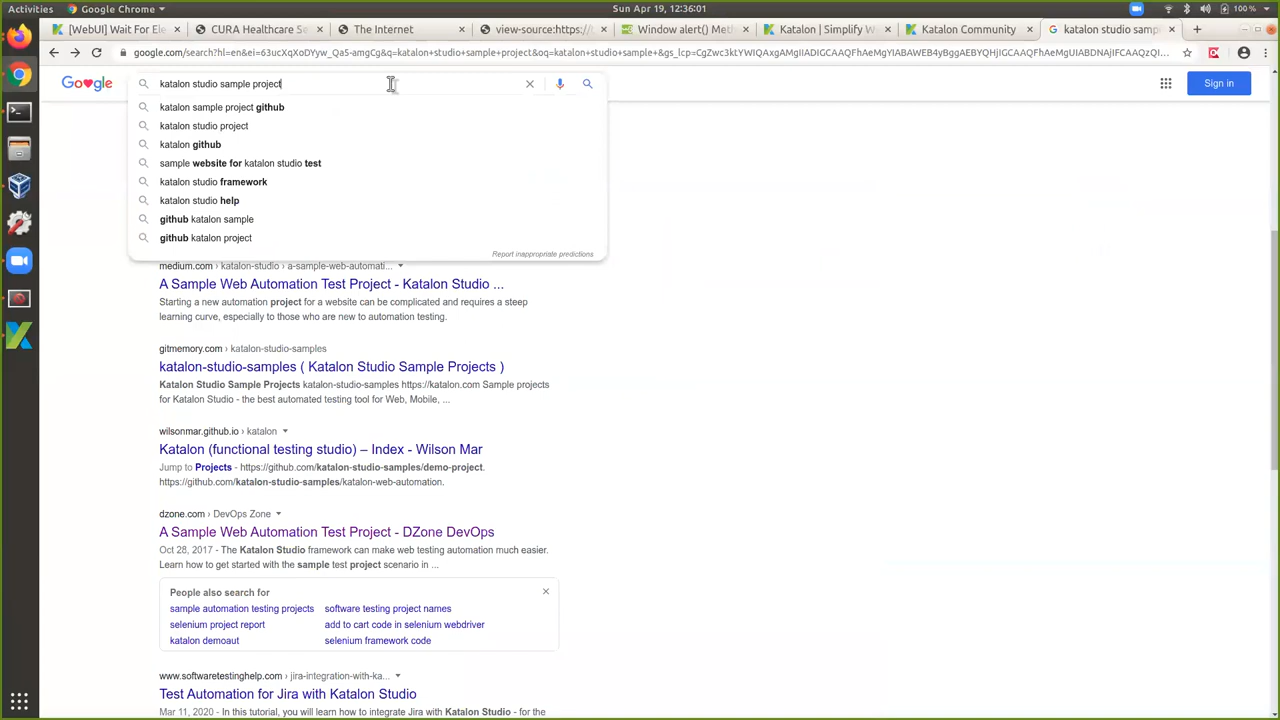 Activities
Google Chrome
Sun Apr 19, 12:36:01
100 %
[WebUI] Wait For Ele
CURA Healthcare Se
The Internet
view-source:https://t
Window alert() Meth
Katalon | Simplify W
Katalon Community
katalon studio samp
Google
katalon studio sample project
Sign in
katalon sample project github
katalon studio project
katalon github
sample website for katalon studio test
katalon studio framework
katalon studio help
github katalon sample
github katalon project
Report inappropriate predictions
medium.com › katalon-studio › a-sample-web-automati...
A Sample Web Automation Test Project - Katalon Studio ...
Starting a new automation project for a website can be complicated and requires a steep
learning curve, especially to those who are new to automation testing.
gitmemory.com › katalon-studio-samples
katalon-studio-samples ( Katalon Studio Sample Projects )
Katalon Studio Sample Projects katalon-studio-samples https://katalon.com Sample projects
for Katalon Studio - the best automated testing tool for Web, Mobile, ...
wilsonmar.github.io › katalon
Katalon (functional testing studio) – Index - Wilson Mar
Jump to Projects - https://github.com/katalon-studio-samples/demo-project.
https://github.com/katalon-studio-samples/katalon-web-automation.
dzone.com › DevOps Zone
A Sample Web Automation Test Project - DZone DevOps
Oct 28, 2017 - The Katalon Studio framework can make web testing automation much easier.
Learn how to get started with the sample test project scenario in ...
People also search for
sample automation testing projects
software testing project names
selenium project report
add to cart code in selenium webdriver
katalon demoaut
selenium framework code
www.softwaretestinghelp.com › jira-integration-with-ka...
Test Automation for Jira with Katalon Studio
Mar 11, 2020 - In this tutorial, you will learn how to integrate Jira with Katalon Studio - for the